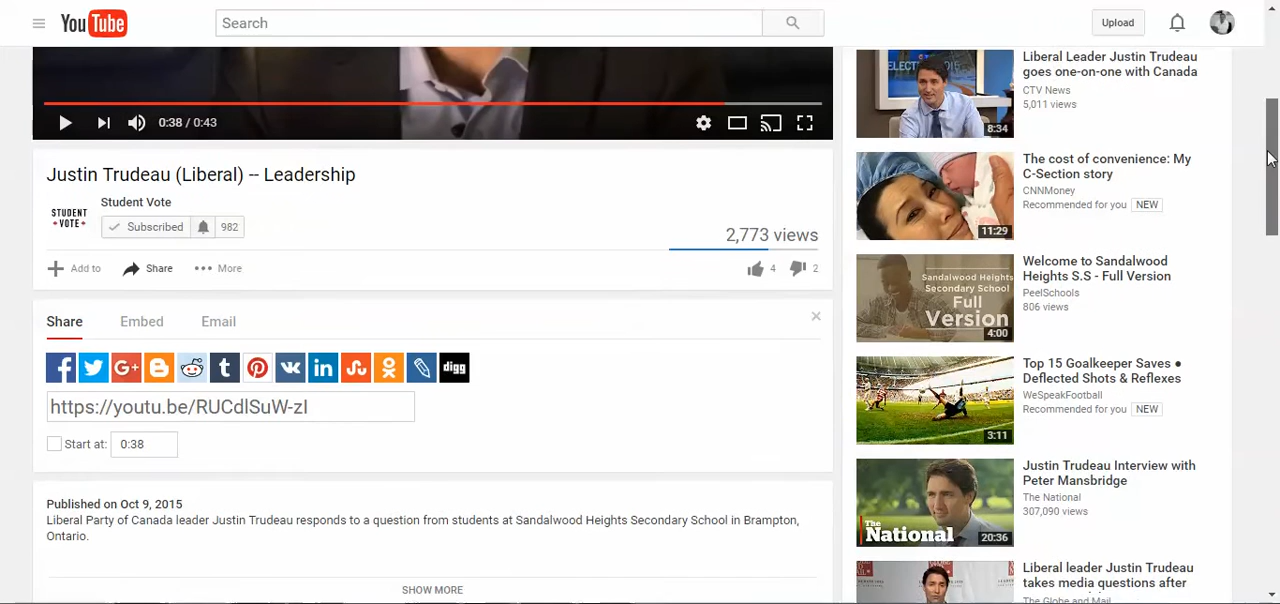 YouTube
Search
Upload
0:38 / 0:43
Justin Trudeau (Liberal) -- Leadership
STUDENT
VOTE
Student Vote
Subscribed 982
2,773 views
Add to Share More
4 2
Share Embed Email
digg
https://youtu.be/RUCdlSuW-zI
Start at: 0:38
Published on Oct 9, 2015
Liberal Party of Canada leader Justin Trudeau responds to a question from students at Sandalwood Heights Secondary School in Brampton,
Ontario.
SHOW MORE
8:34
Liberal Leader Justin Trudeau
goes one-on-one with Canada
CTV News
5,011 views
11:29
The cost of convenience: My
C-Section story
CNNMoney
Recommended for you NEW
Sandalwood Heights
Secondary School
Full
Version
4:00
Welcome to Sandalwood
Heights S.S - Full Version
PeelSchools
806 views
3:11
Top 15 Goalkeeper Saves ●
Deflected Shots & Reflexes
WeSpeakFootball
Recommended for you NEW
The
National
20:36
Justin Trudeau Interview with
Peter Mansbridge
The National
307,090 views
Liberal leader Justin Trudeau
takes media questions after
The Globe and Mail